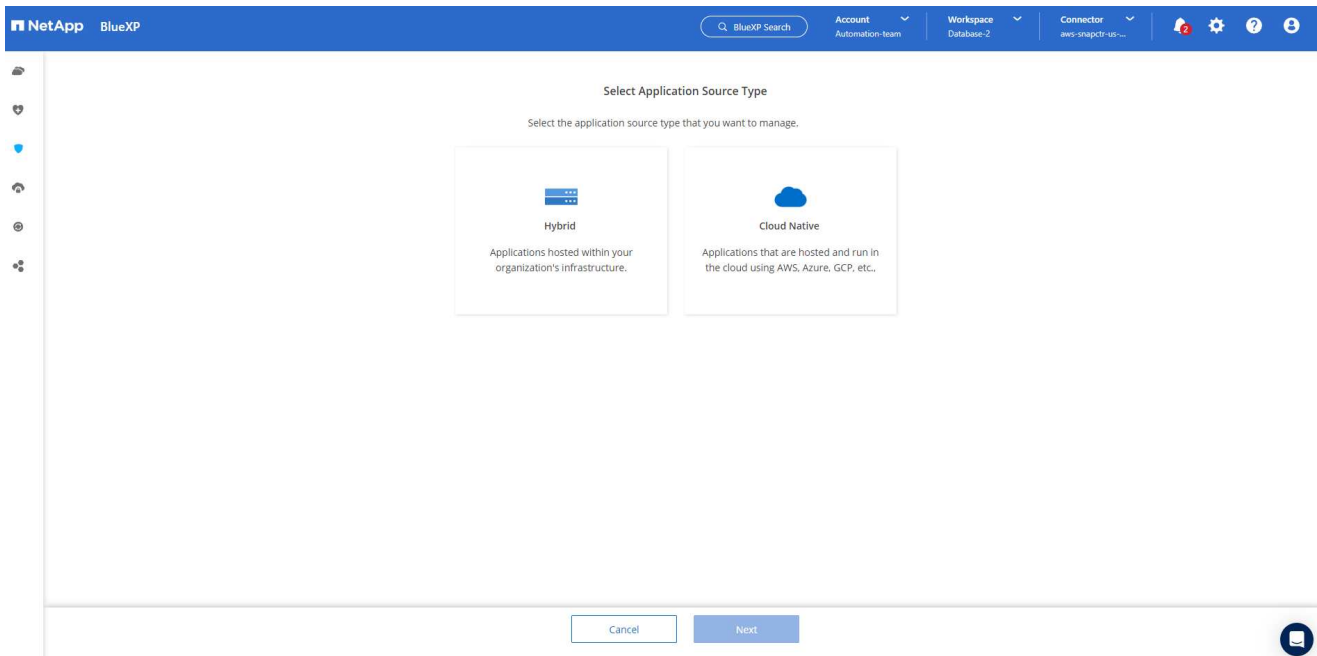 NetApp BlueXP
BlueXP Search
Account
Automation-team
Workspace
Database-2
Connector
aws-snapctr-us-...
2
Select Application Source Type
Select the application source type that you want to manage.
Hybrid
Applications hosted within your
organization's infrastructure.
Cloud Native
Applications that are hosted and run in
the cloud using AWS, Azure, GCP, etc..
Cancel
Next